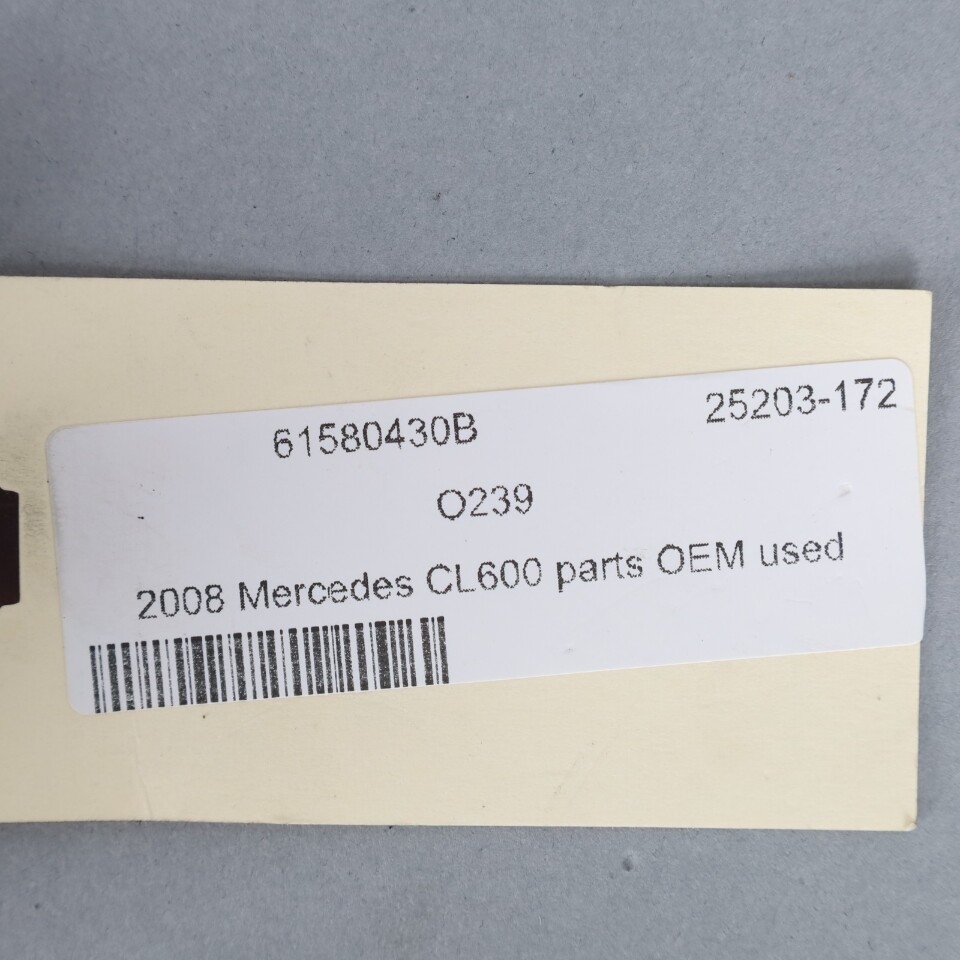 61580430B 25203-172
O239
2008 Mercedes CL600 parts OEM used